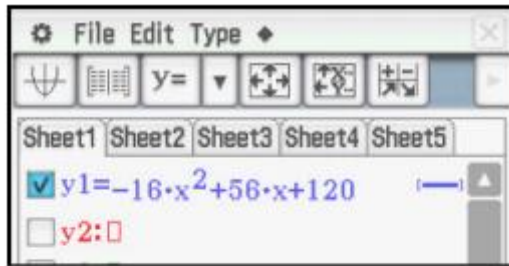 File Edit Type
Y=
Sheet1 Sheet2 Sheet3 Sheet4 Sheet5
y1=-16·x²+56·x+120
y2:▯